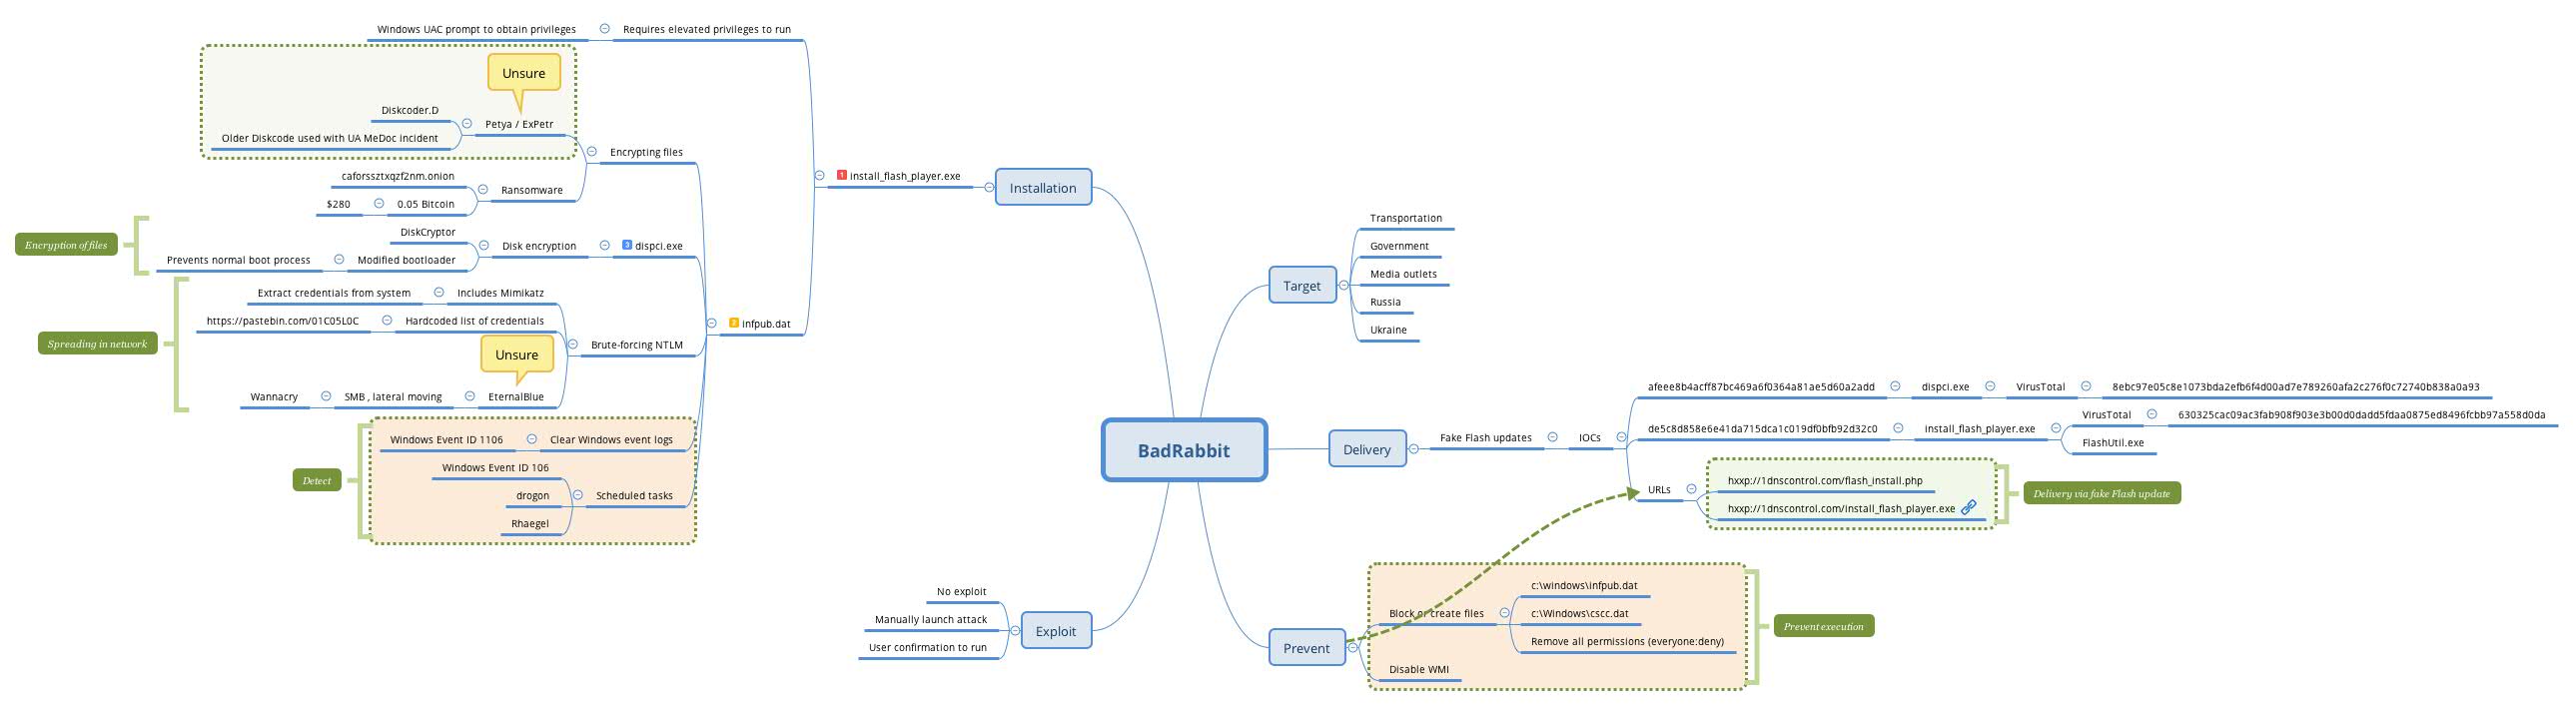 BadRabbit
Installation
1 install_flash_player.exe
Requires elevated privileges to run
Windows UAC prompt to obtain privileges
2 infpub.dat
Encrypting files
Unsure
Petya / ExPetr
Diskcoder.D
Older Diskcode used with UA MeDoc incident
Ransomware
caforssztxqzf2nm.onion
0.05 Bitcoin
$280
3 dispci.exe
Disk encryption
DiskCryptor
Modified bootloader
Prevents normal boot process
Encryption of files
Brute-forcing NTLM
Includes Mimikatz
Extract credentials from system
Hardcoded list of credentials
https://pastebin.com/01C05L0C
Unsure
EternalBlue
SMB , lateral moving
Wannacry
Spreading in network
Clear Windows event logs
Windows Event ID 1106
Scheduled tasks
Windows Event ID 106
drogon
Rhaegel
Detect
Target
Transportation
Government
Media outlets
Russia
Ukraine
Delivery
Fake Flash updates
IOCs
afeee8b4acff87bc469a6f0364a81ae5d60a2add
dispci.exe
VirusTotal
8ebc97e05c8e1073bda2efb6f4d00ad7e789260afa2c276f0c72740b838a0a93
de5c8d858e6e41da715dca1c019df0bfb92d32c0
install_flash_player.exe
VirusTotal
630325cac09ac3fab908f903e3b00d0dadd5fdaa0875ed8496fcbb97a558d0da
FlashUtil.exe
URLs
hxxp://1dnscontrol.com/flash_install.php
hxxp://1dnscontrol.com/install_flash_player.exe
Delivery via fake Flash update
Prevent
Block or create files
c:\windows\infpub.dat
c:\Windows\cscc.dat
Remove all permissions (everyone:deny)
Disable WMI
Prevent execution
Exploit
No exploit
Manually launch attack
User confirmation to run